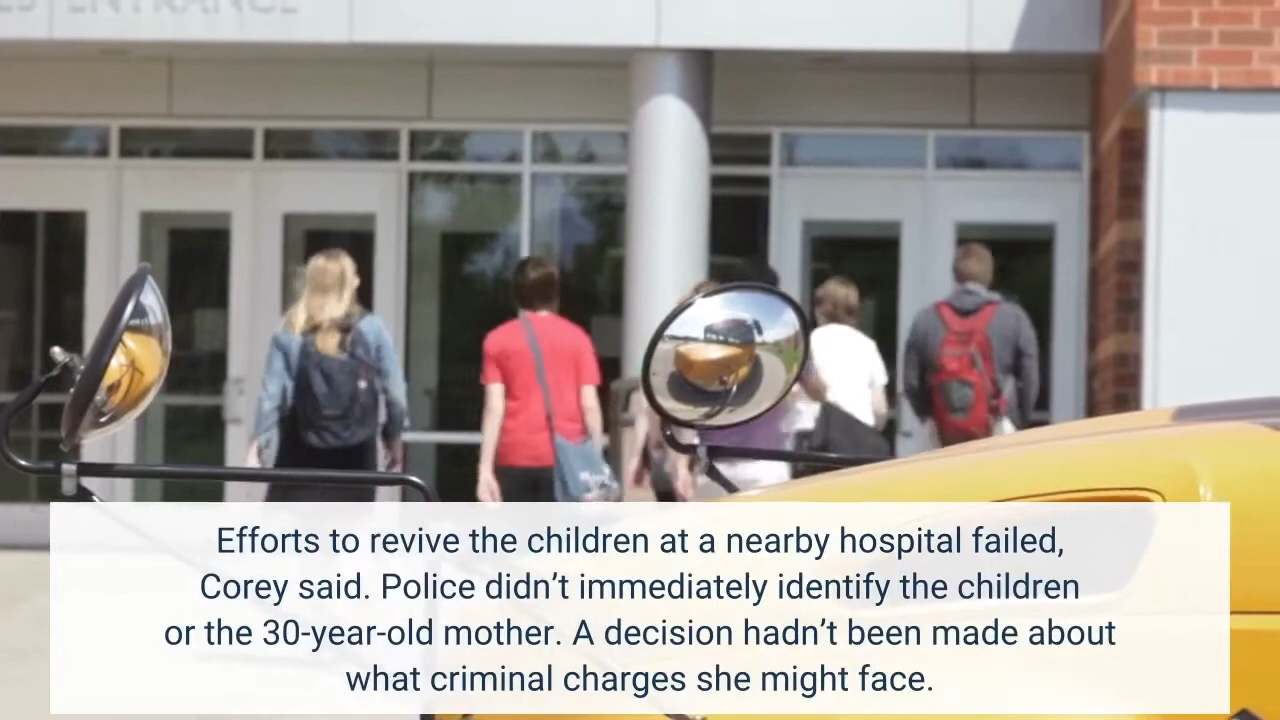 ENTRANCE
Efforts to revive the children at a nearby hospital failed,
Corey said. Police didn’t immediately identify the children
or the 30-year-old mother. A decision hadn’t been made about
what criminal charges she might face.